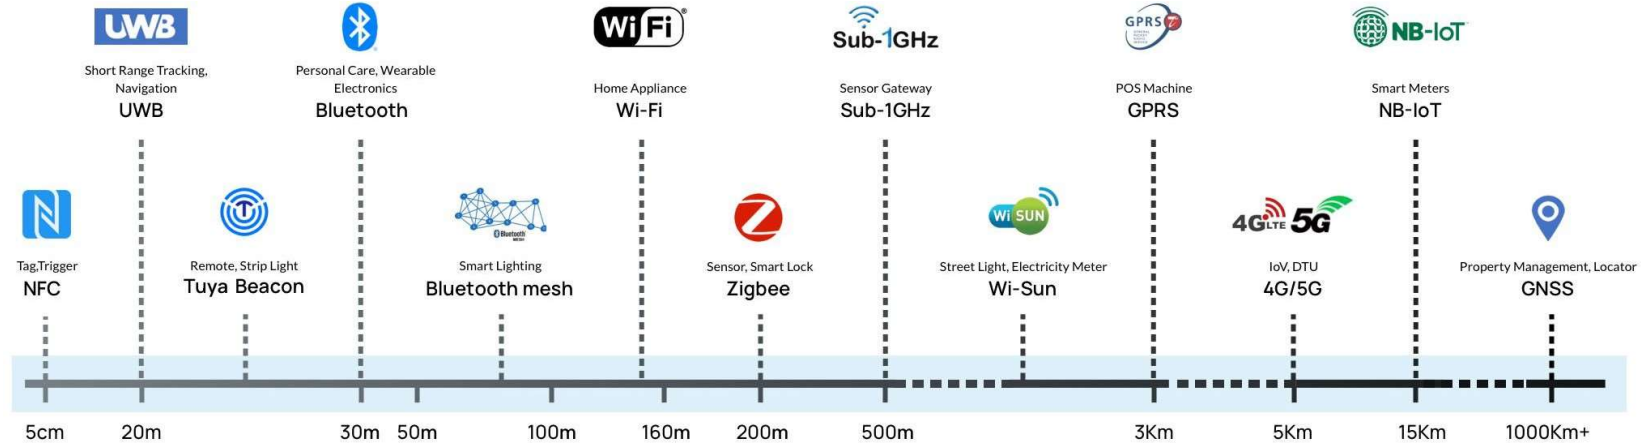 UWB
Short Range Tracking,
Navigation
UWB
Personal Care, Wearable
Electronics
Bluetooth
Wi Fi
Home Appliance
Wi-Fi
Sub-1GHz
Sensor Gateway
Sub-1GHz
GPRS
POS Machine
GPRS
NB-IoT
Smart Meters
NB-IoT
N
Tag,Trigger
NFC
T
Remote, Strip Light
Tuya Beacon
Bluetooth
Smart Lighting
Bluetooth mesh
Z
Sensor, Smart Lock
Zigbee
Wi SUN
Street Light, Electricity Meter
Wi-Sun
4G LTE 5G
IoV, DTU
4G/5G
Property Management, Locator
GNSS
5cm 20m 30m 50m 100m 160m 200m 500m 3Km 5Km 15Km 1000Km+